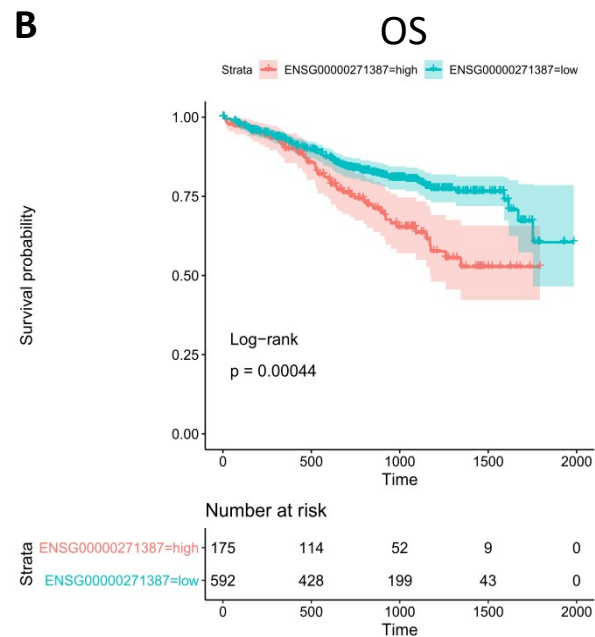 B
OS
Strata ENSG00000271387=high ENSG00000271387=low
1.00
0.75
0.50
0.25
0.00
Survival probability
Log-rank
p = 0.00044
0 500 1000 1500 2000
Time
Number at risk
Strata
ENSG00000271387=high 175 114 52 9 0
ENSG00000271387=low 592 428 199 43 0
0 500 1000 1500 2000
Time